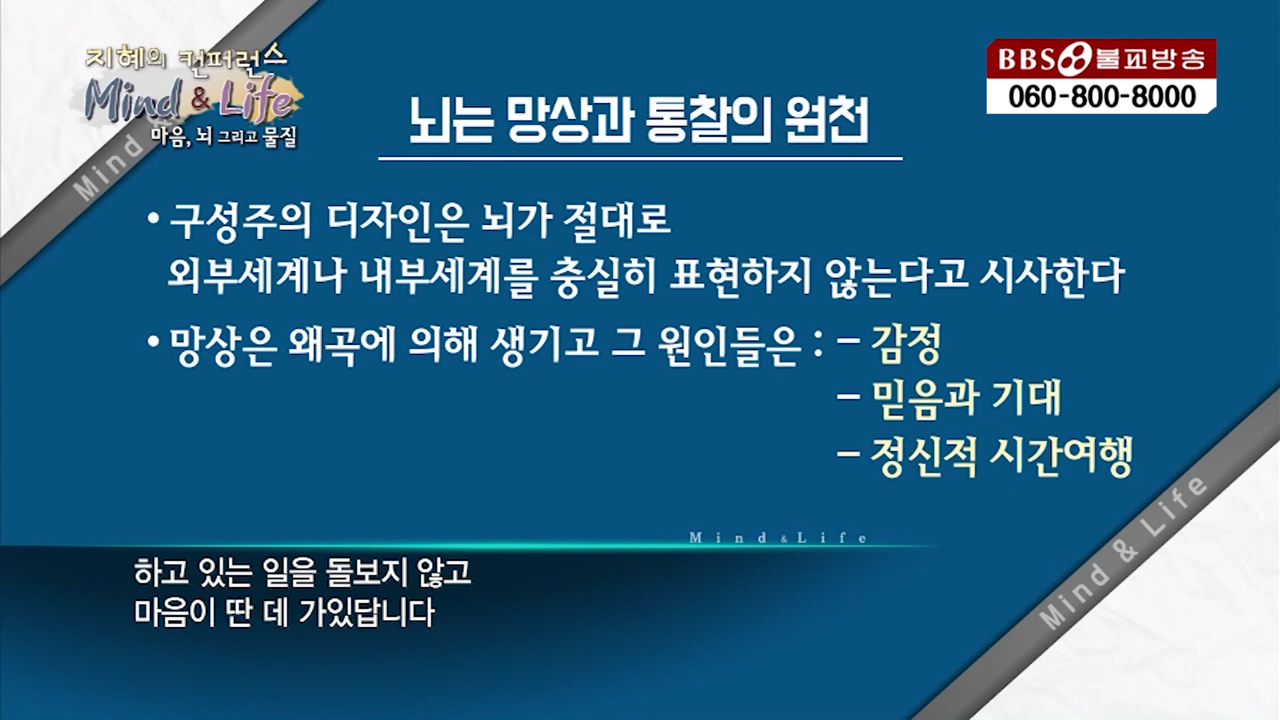 지혜의 컨퍼런스
Mind & Life
마음, 뇌 그리고 물질
BBS 불교방송
060-800-8000
Mind
뇌는 망상과 통찰의 원천
• 구성주의 디자인은 뇌가 절대로
외부세계나 내부세계를 충실히 표현하지 않는다고 시사한다
• 망상은 왜곡에 의해 생기고 그 원인들은 : – 감정
– 믿음과 기대
– 정신적 시간여행
Mind & Life
Mind & Life
하고 있는 일을 돌보지 않고
마음이 딴 데 가있답니다